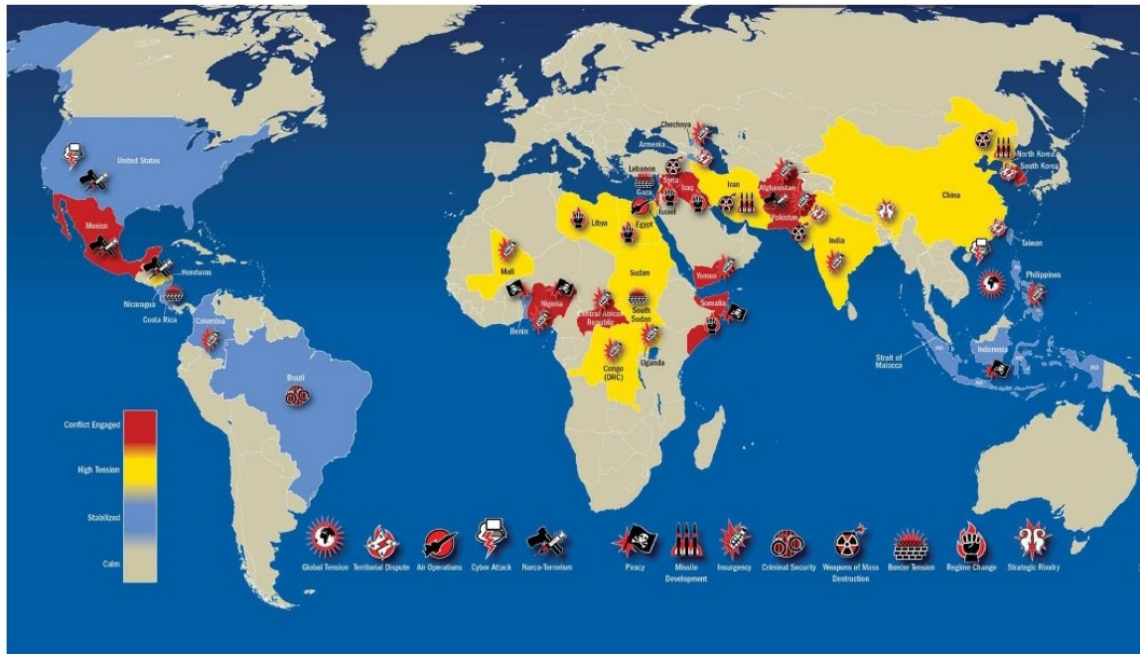 Chechnya
Armenia
United States
Lebanon
North Korea
South Korea
Syria
Iraq
Iran
Afghanistan
Gaza
China
Mexico
Israel
Pakistan
Libya
Egypt
India
Taiwan
Honduras
Mali
Sudan
Yemen
Philippines
Nicaragua
Costa Rica
Nigeria
Somalia
Central African
Republic
South
Sudan
Colombia
Benin
Uganda
Strait of
Malacca
Indonesia
Congo
(DRC)
Brazil
Conflict Engaged
High Tension
Stabilized
Calm
Global Tension
Territorial Dispute
Air Operations
Cyber Attack
Narco-Terrorism
Piracy
Missile
Development
Insurgency
Criminal Security
Weapons of Mass
Destruction
Border Tension
Regime Change
Strategic Rivalry